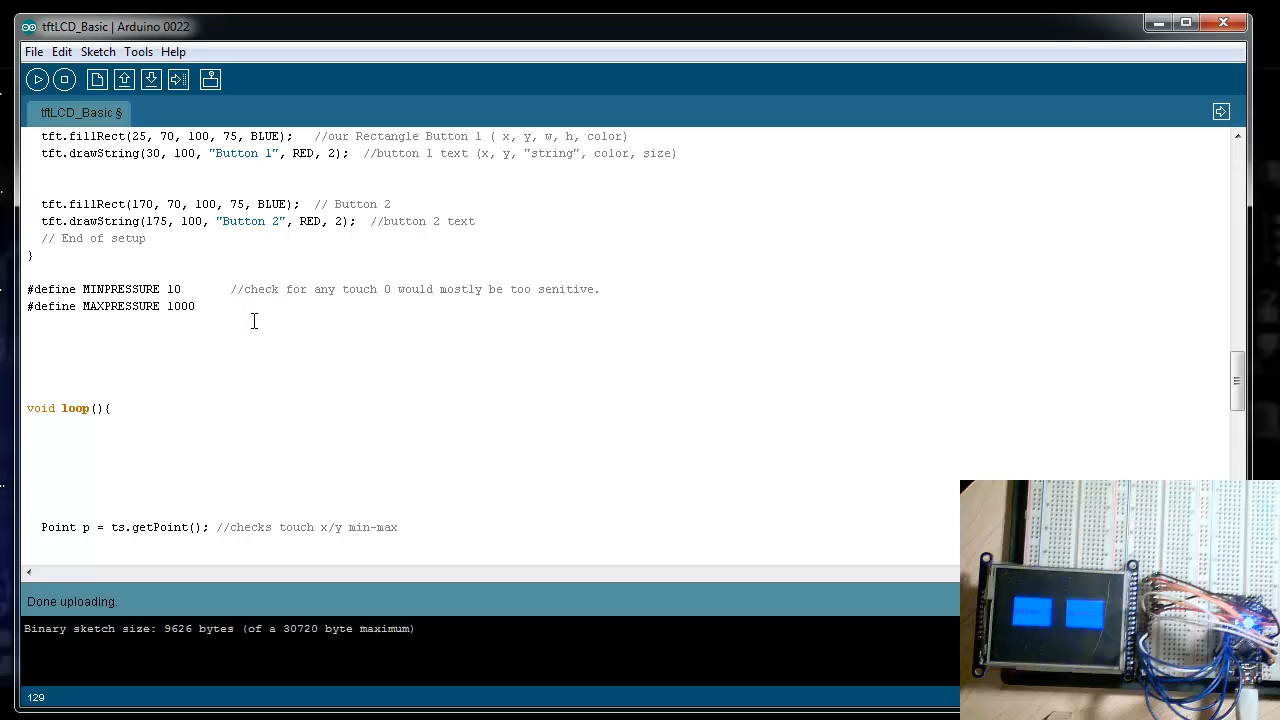 tftLCD_Basic | Arduino 0022
File Edit Sketch Tools Help
tftLCD_Basic §
tft.fillRect(25, 70, 100, 75, BLUE);   //our Rectangle Button 1 ( x, y, w, h, color)
tft.drawString(30, 100, "Button 1", RED, 2);  //button 1 text (x, y, "string", color, size)
tft.fillRect(170, 70, 100, 75, BLUE);  // Button 2
tft.drawString(175, 100, "Button 2", RED, 2);  //button 2 text
// End of setup
}
#define MINPRESSURE 10       //check for any touch 0 would mostly be too senitive.
#define MAXPRESSURE 1000
void loop(){
Point p = ts.getPoint(); //checks touch x/y min-max
Done uploading.
Binary sketch size: 9626 bytes (of a 30720 byte maximum)
129